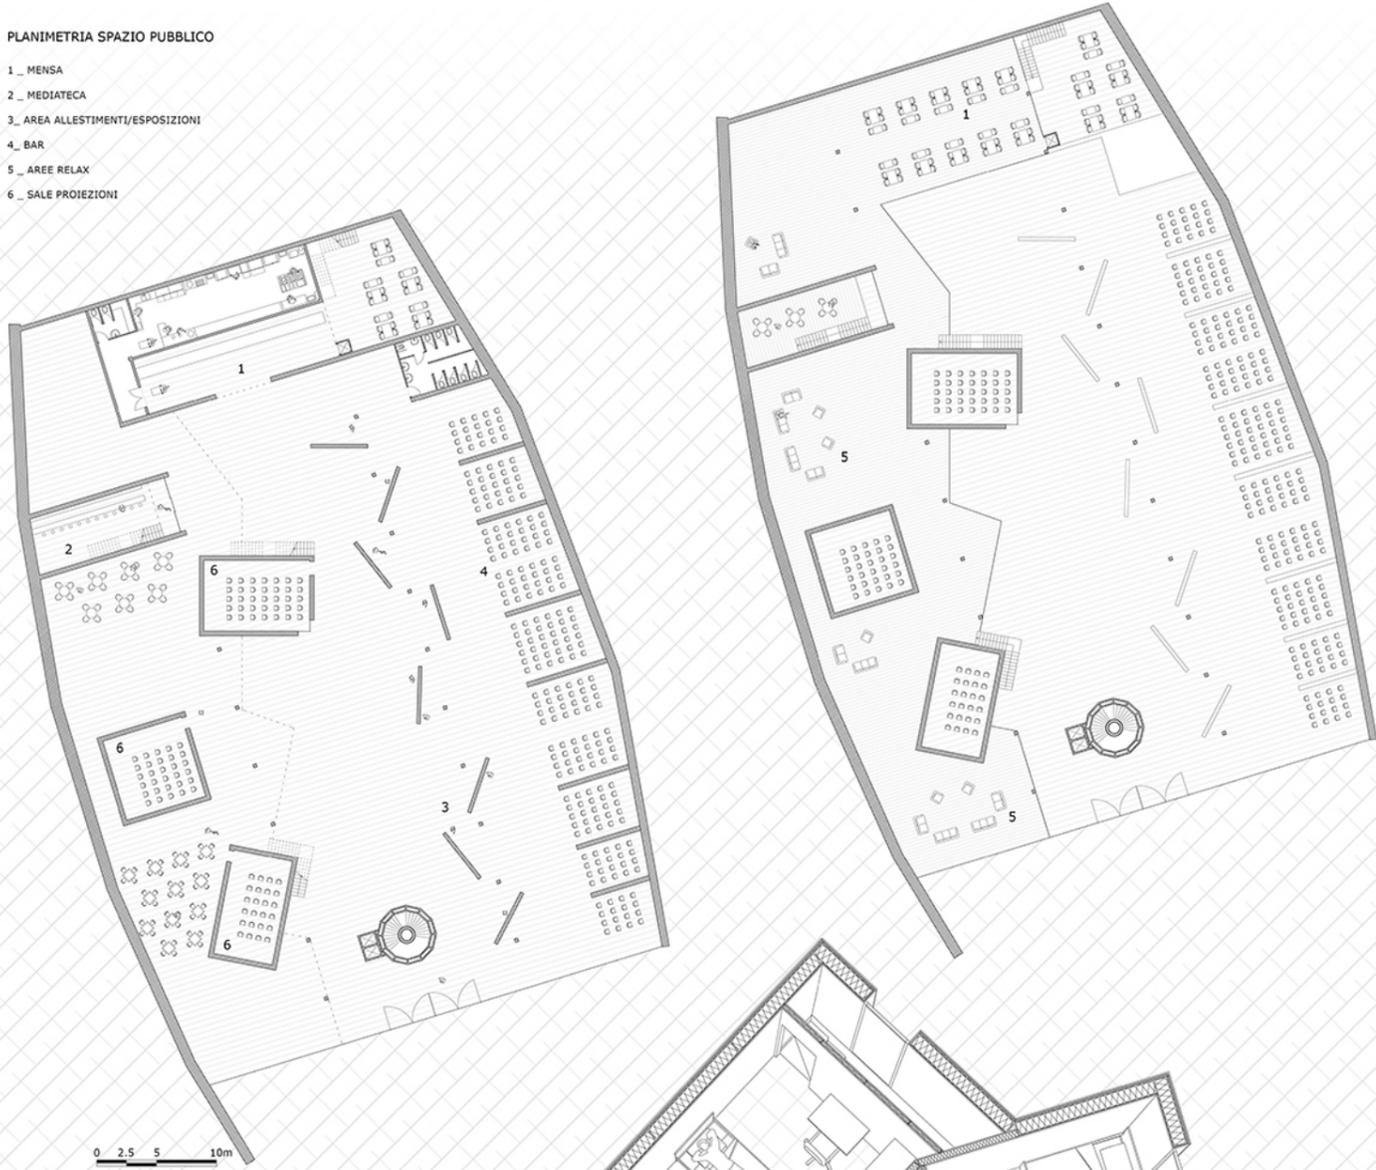 PLANIMETRIA SPAZIO PUBBLICO
1 _ MENSA
2 _ MEDIATECA
3_ AREA ALLESTIMENTI/ESPOSIZIONI
4_ BAR
5 _ AREE RELAX
6 _ SALE PROIEZIONI
1
1
5
2
6
4
6
3
5
6
0 2.5 5 10m